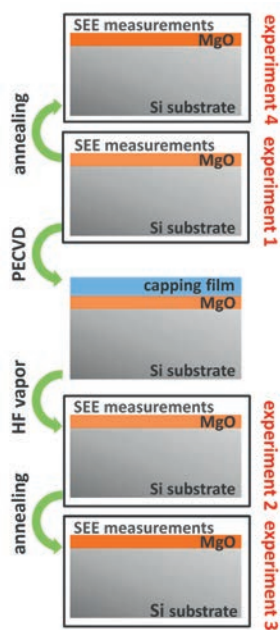 SEE measurements
MgO
Si substrate
experiment 4
annealing
SEE measurements
MgO
Si substrate
experiment 1
PECVD
capping film
MgO
Si substrate
HF vapor
SEE measurements
MgO
Si substrate
experiment 2
annealing
SEE measurements
MgO
Si substrate
experiment 3